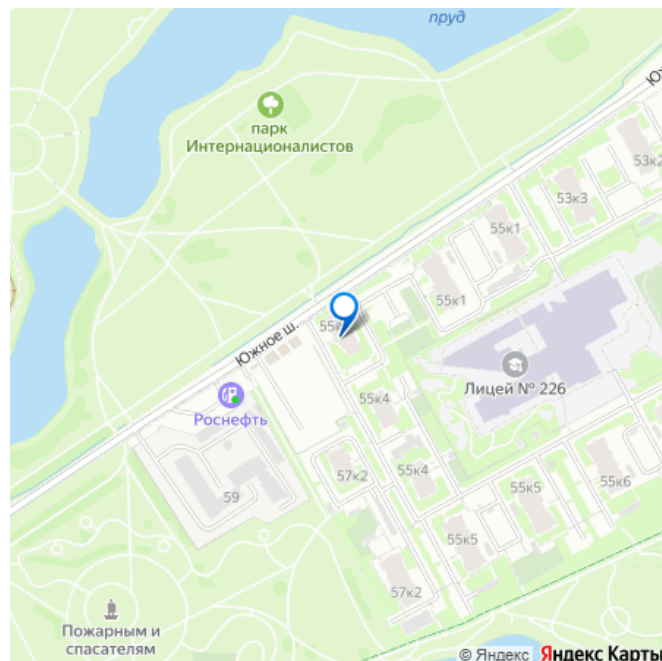 пруд
парк
Интернационалистов
53к2
53к3
55к1
55к1
Южное ш.
Лицей № 226
Роснефть
55к4
57к2
55к4
59
55к5
55к6
55к5
57к2
Пожарным и
спасателям
© Яндекс Яндекс Карты